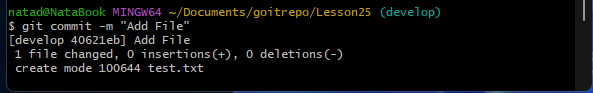 natad@NataBook MINGW64 ~/Documents/goitrepo/Lesson25 (develop)
$ git commit -m "Add File"
[develop 40621eb] Add File
 1 file changed, 0 insertions(+), 0 deletions(-)
 create mode 100644 test.txt